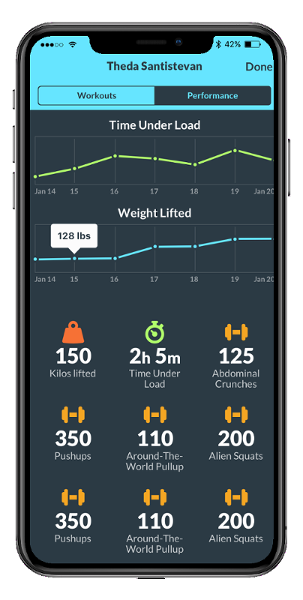 42%
Theda Santistevan
Done
Workouts
Performance
Time Under Load
Jan 14 15 16 17 18 19 Jan 20
Weight Lifted
128 lbs
Jan 14 15 16 17 18 19 Jan 20
150
Kilos lifted
2h 5m
Time Under
Load
125
Abdominal
Crunches
350
Pushups
110
Around-The-
World Pullup
200
Alien Squats
350
Pushups
110
Around-The-
World Pullup
200
Alien Squats